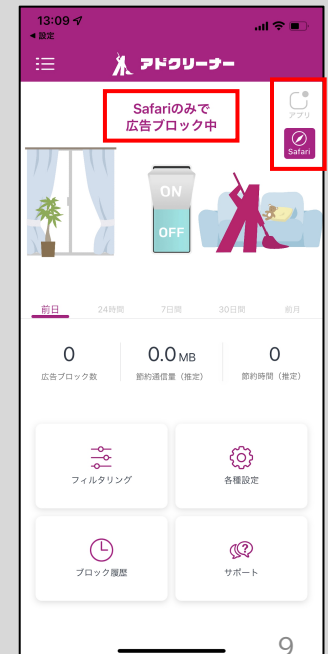 13:09
◀ 設定
アドクリーナー
Safariのみで
広告ブロック中
アプリ
Safari
ON
OFF
前日 24時間 7日間 30日間 前月
0 0.0 MB 0
広告ブロック数 節約通信量（推定） 節約時間（推定）
フィルタリング 各種設定
ブロック履歴 サポート
9